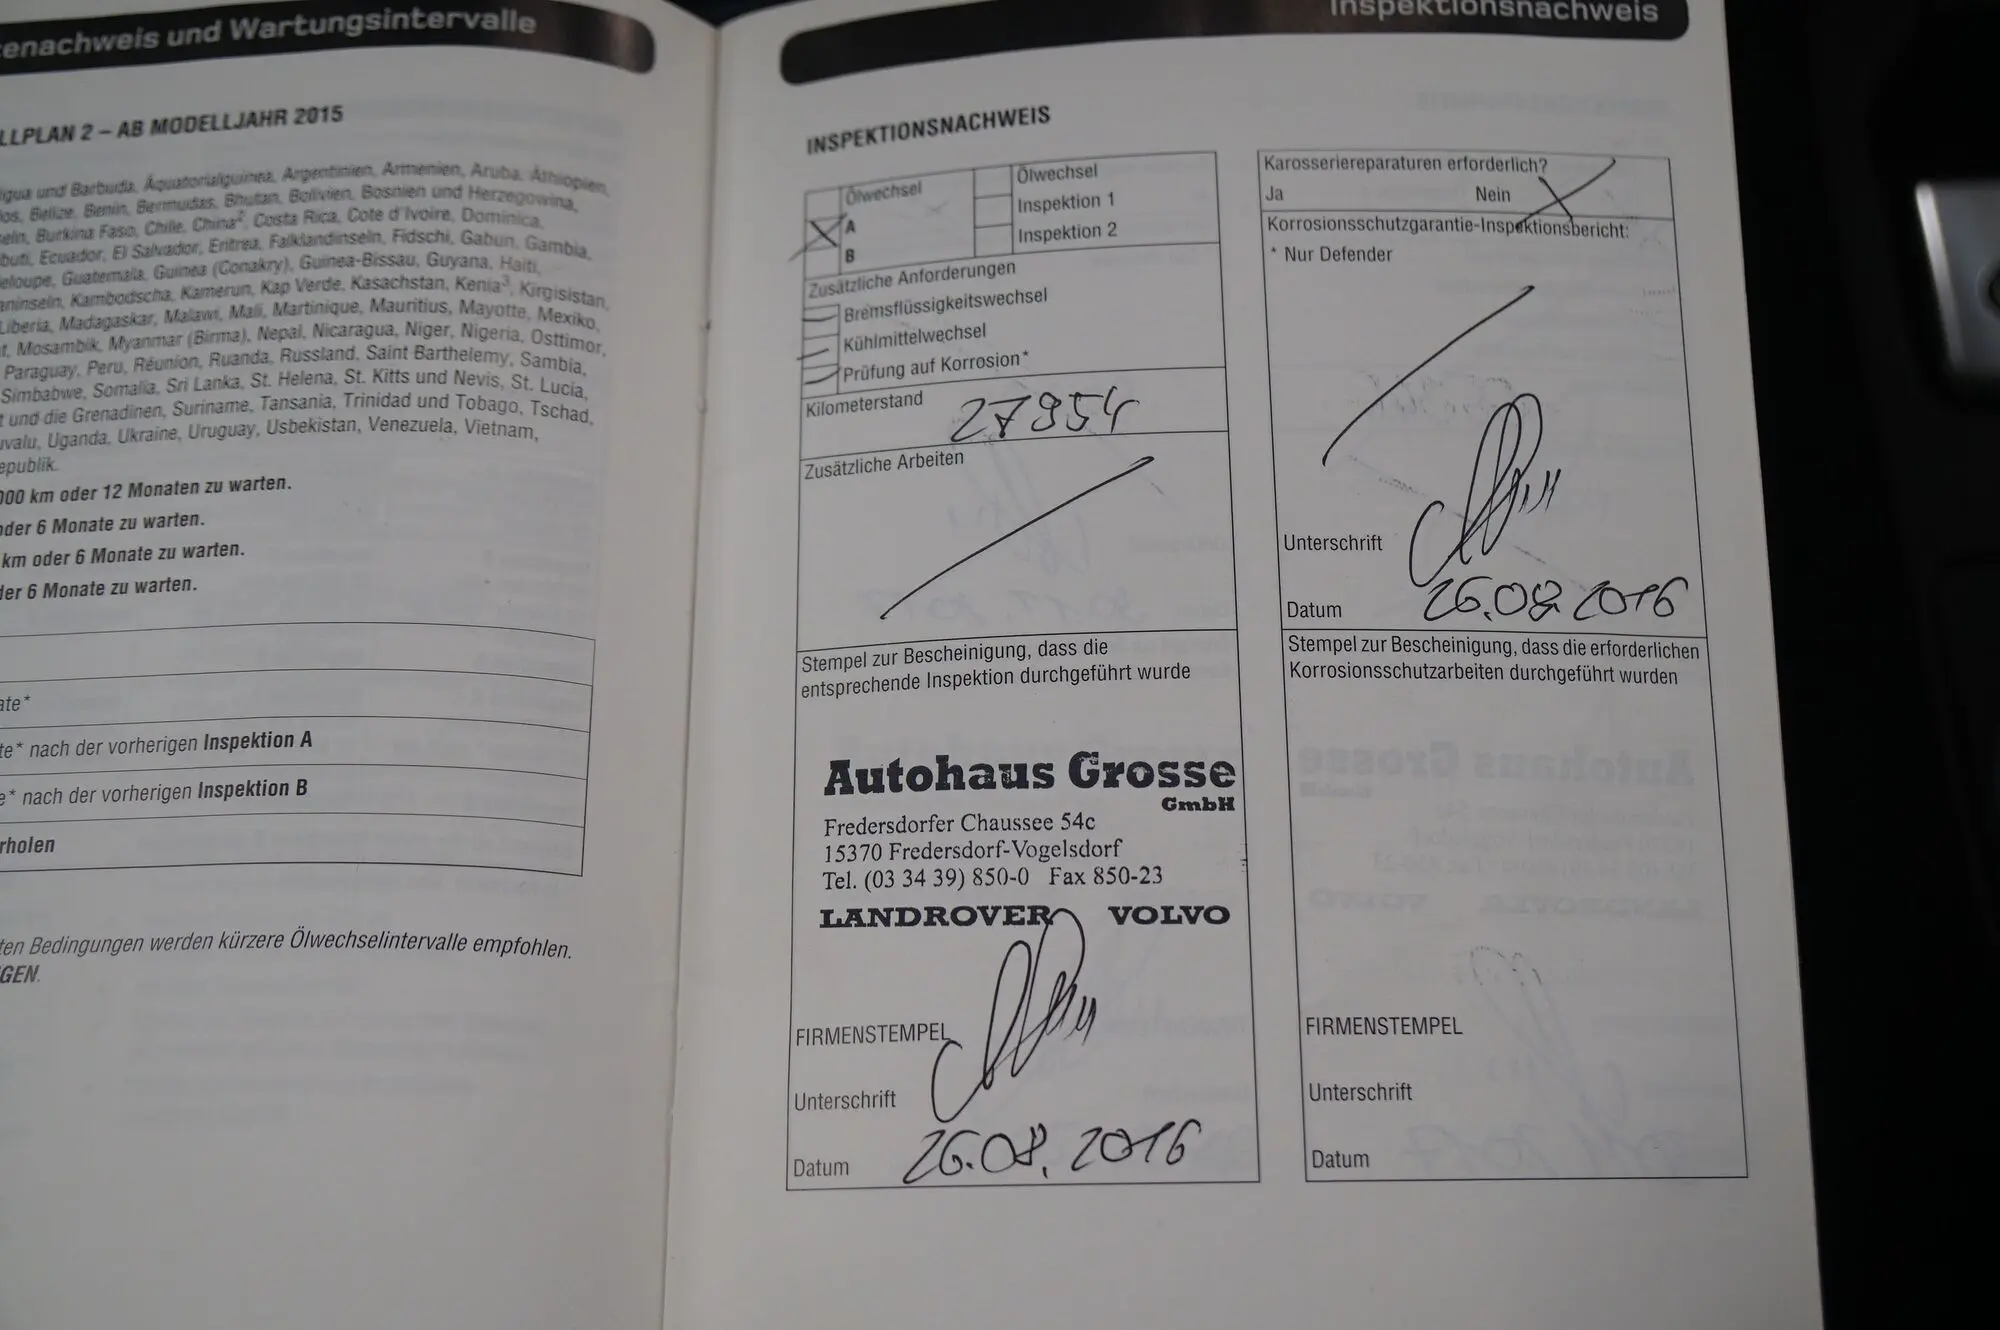 enachweis und Wartungsintervalle
LLPLAN 2 – AB MODELLJAHR 2015
igua und Barbuda, Äquatorialguinea, Argentinien, Armenien, Aruba, Äthiopien,
os, Belize, Benin, Bermudas, Bhutan, Bolivien, Bosnien und Herzegowina,
eln, Burkina Faso, Chile, China², Costa Rica, Cote d'Ivoire, Dominica,
buti, Ecuador, El Salvador, Eritrea, Falklandinseln, Fidschi, Gabun, Gambia,
eloupe, Guatemala, Guinea (Conakry), Guinea-Bissau, Guyana, Haiti,
aninseln, Kambodscha, Kamerun, Kap Verde, Kasachstan, Kenia³, Kirgisistan,
Liberia, Madagaskar, Malawi, Mali, Martinique, Mauritius, Mayotte, Mexiko,
t, Mosambik, Myanmar (Birma), Nepal, Nicaragua, Niger, Nigeria, Osttimor,
Paraguay, Peru, Réunion, Ruanda, Russland, Saint Barthelemy, Sambia,
Simbabwe, Somalia, Sri Lanka, St. Helena, St. Kitts und Nevis, St. Lucia,
t und die Grenadinen, Suriname, Tansania, Trinidad und Tobago, Tschad,
uvalu, Uganda, Ukraine, Uruguay, Usbekistan, Venezuela, Vietnam,
epublik.
000 km oder 12 Monaten zu warten.
oder 6 Monate zu warten.
km oder 6 Monate zu warten.
der 6 Monate zu warten.
ate*
te* nach der vorherigen Inspektion A
e* nach der vorherigen Inspektion B
rholen
ten Bedingungen werden kürzere Ölwechselintervalle empfohlen.
GEN.
Inspektionsnachweis
INSPEKTIONSNACHWEIS
Ölwechsel
A
B
Ölwechsel
Inspektion 1
Inspektion 2
Zusätzliche Anforderungen
Bremsflüssigkeitswechsel
Kühlmittelwechsel
Prüfung auf Korrosion*
Kilometerstand 27954
Zusätzliche Arbeiten
Stempel zur Bescheinigung, dass die
entsprechende Inspektion durchgeführt wurde
Autohaus Grosse
GmbH
Fredersdorfer Chaussee 54c
15370 Fredersdorf-Vogelsdorf
Tel. (03 34 39) 850-0 Fax 850-23
LANDROVER VOLVO
FIRMENSTEMPEL
Unterschrift
Datum 26.08.2016
Karosseriereparaturen erforderlich?
Ja Nein
Korrosionsschutzgarantie-Inspektionsbericht:
* Nur Defender
Unterschrift
Datum 26.08.2016
Stempel zur Bescheinigung, dass die erforderlichen
Korrosionsschutzarbeiten durchgeführt wurden
FIRMENSTEMPEL
Unterschrift
Datum